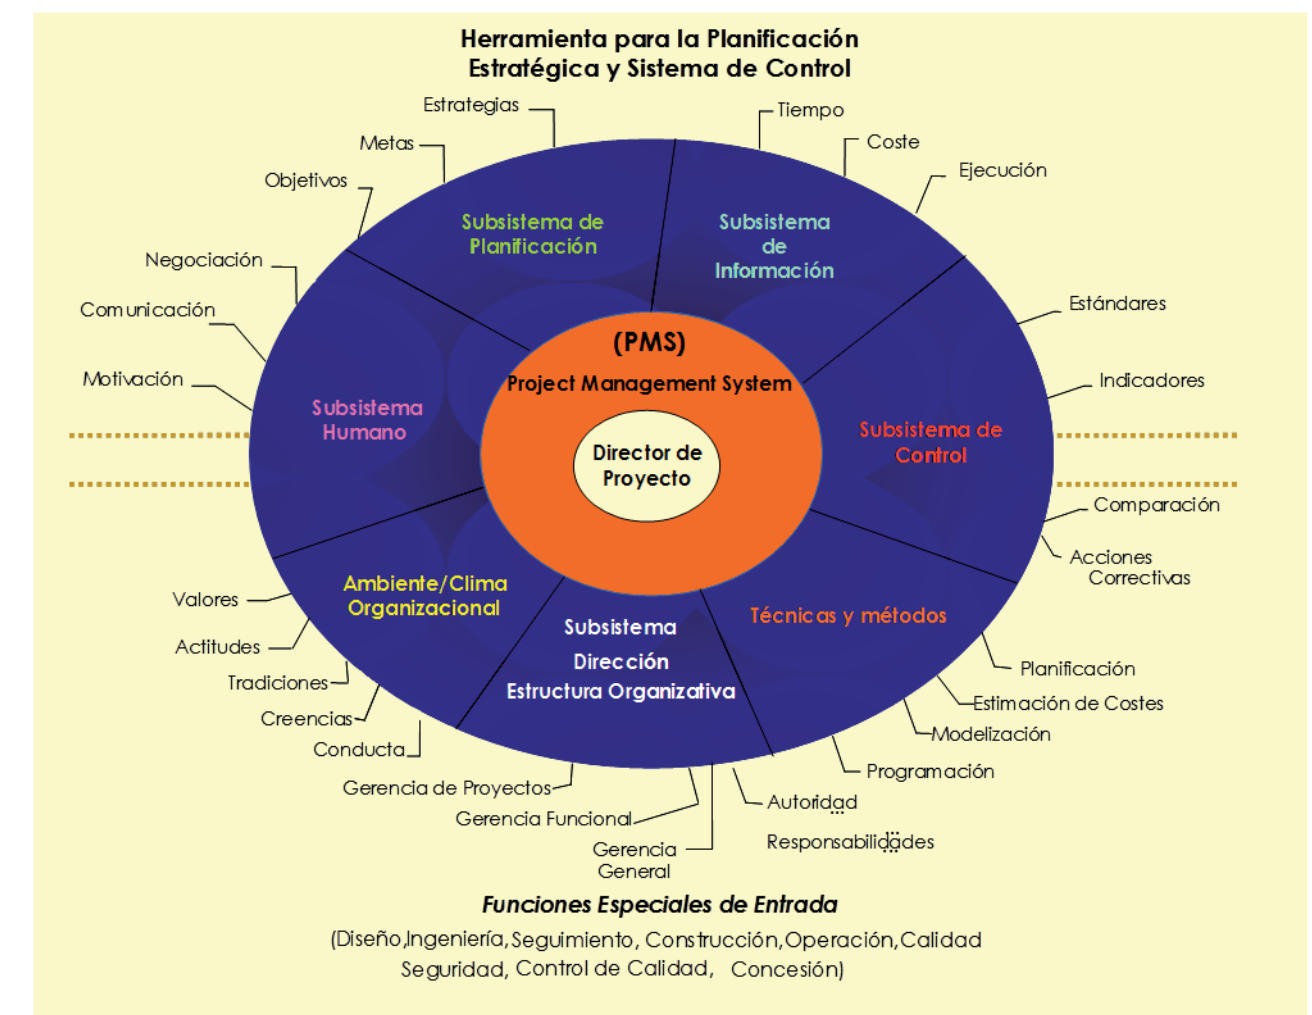 Herramienta para la Planificación
Estratégica y Sistema de Control
Estrategias
Metas
Objetivos
Tiempo
Coste
Ejecución
Subsistema de
Planificación
Subsistema
de
Información
Negociación
Comunicación
Motivación
Estándares
Indicadores
(PMS)
Project Management System
Director de
Proyecto
Subsistema
Humano
Subsistema de
Control
Comparación
Acciones
Correctivas
Ambiente/Clima
Organizacional
Subsistema
Dirección
Estructura Organizativa
Técnicas y métodos
Valores
Actitudes
Tradiciones
Creencias
Conducta
Planificación
Estimación de Costes
Modelización
Programación
Gerencia de Proyectos
Gerencia Funcional
Gerencia
General
Autoridad
Responsabilidades
Funciones Especiales de Entrada
(Diseño,Ingeniería, Seguimiento, Construcción,Operación,Calidad
Seguridad, Control de Calidad, Concesión)